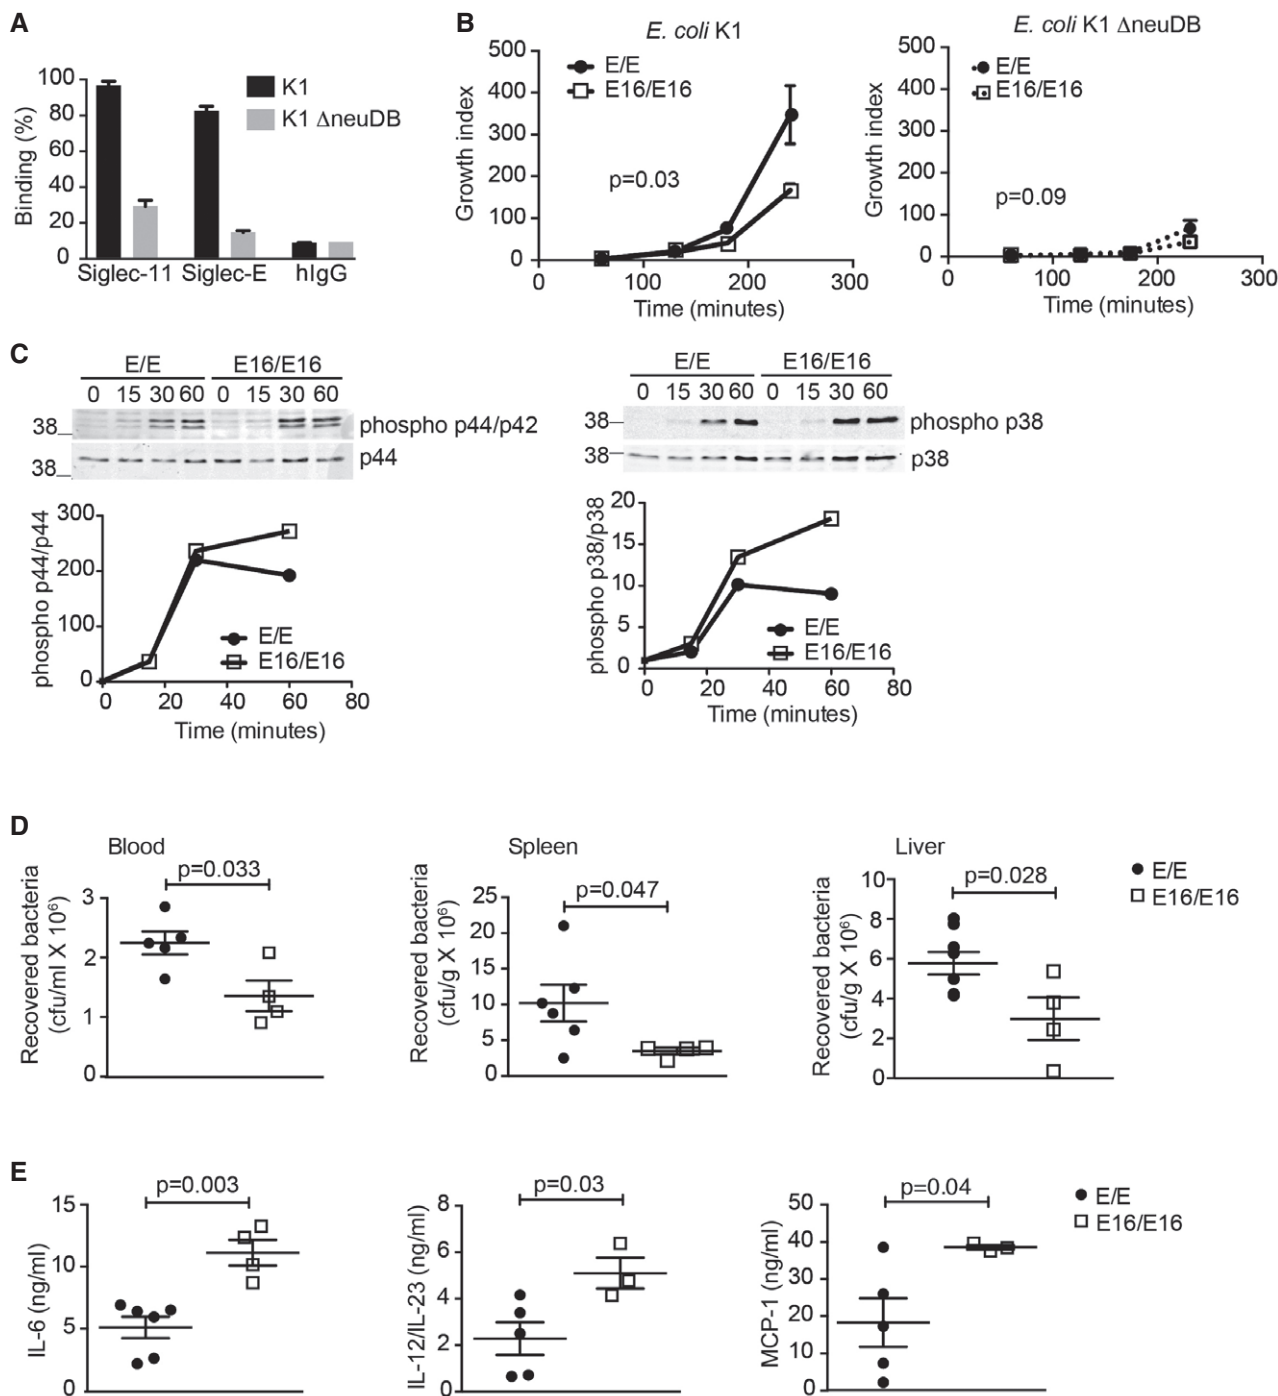 A
Binding (%)
100
80
60
40
20
0
K1
K1 ΔneuDB
Siglec-11 Siglec-E hIgG
B
E. coli K1
Growth index
500
400
300
200
100
0
E/E
E16/E16
p=0.03
0 100 200 300
Time (minutes)
E. coli K1 ΔneuDB
Growth index
500
400
300
200
100
0
E/E
E16/E16
p=0.09
0 100 200 300
Time (minutes)
C
E/E E16/E16
0 15 30 60 0 15 30 60
38 phospho p44/p42
38 p44
phospho p44/p44
300
200
100
0
E/E
E16/E16
0 20 40 60 80
Time (minutes)
E/E E16/E16
0 15 30 60 0 15 30 60
38 phospho p38
38 p38
phospho p38/p38
20
15
10
5
0
E/E
E16/E16
0 20 40 60 80
Time (minutes)
D
Blood
p=0.033
Recovered bacteria
(cfu/ml X 10⁶)
3
2
1
0
Spleen
p=0.047
Recovered bacteria
(cfu/g X 10⁶)
25
20
15
10
5
0
Liver
p=0.028
Recovered bacteria
(cfu/g X 10⁶)
10
8
6
4
2
0
E/E
E16/E16
E
p=0.003
IL-6 (ng/ml)
15
10
5
0
p=0.03
IL-12/IL-23 (ng/ml)
8
6
4
2
0
p=0.04
MCP-1 (ng/ml)
50
40
30
20
10
0
E/E
E16/E16